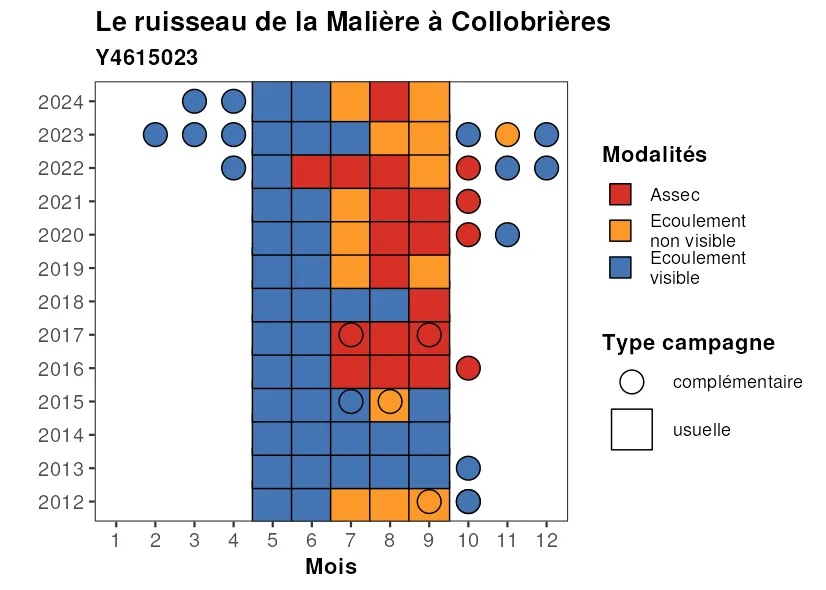 Le ruisseau de la Malière à Collobrières
Y4615023
2024
2023
2022
2021
2020
2019
2018
2017
2016
2015
2014
2013
2012
1 2 3 4 5 6 7 8 9 10 11 12
Mois
Modalités
Assec
Ecoulement
non visible
Ecoulement
visible
Type campagne
complémentaire
usuelle